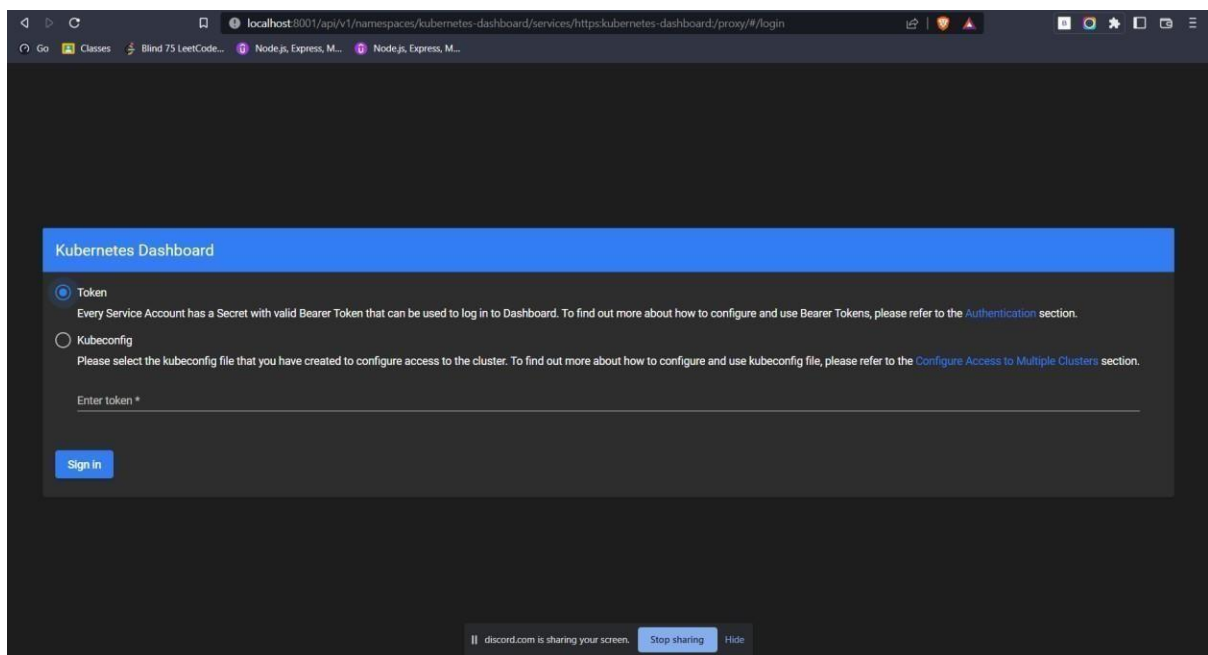 localhost:8001/api/v1/namespaces/kubernetes-dashboard/services/https:kubernetes-dashboard:/proxy/#/login
Go Classes Blind 75 LeetCode... Node.js, Express, M... Node.js, Express, M...
Kubernetes Dashboard
Token
Every Service Account has a Secret with valid Bearer Token that can be used to log in to Dashboard. To find out more about how to configure and use Bearer Tokens, please refer to the Authentication section.
Kubeconfig
Please select the kubeconfig file that you have created to configure access to the cluster. To find out more about how to configure and use kubeconfig file, please refer to the Configure Access to Multiple Clusters section.
Enter token *
Sign in
discord.com is sharing your screen. Stop sharing Hide